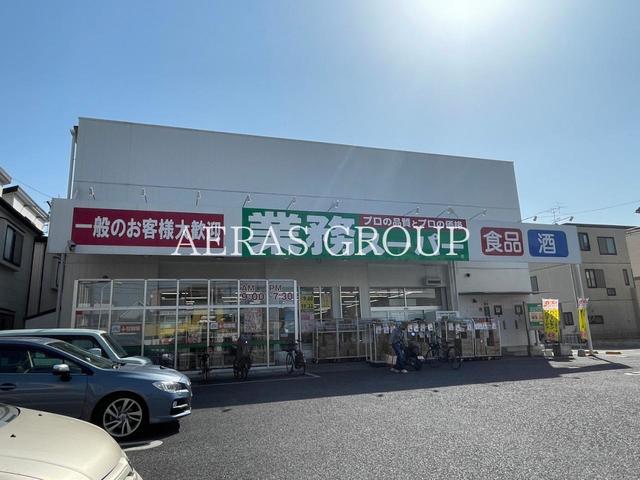 一般のお客様大歓迎
業務
プロの品質とプロの価格
食品
酒
AERAS GROUP
AM PM
9:00 7:30